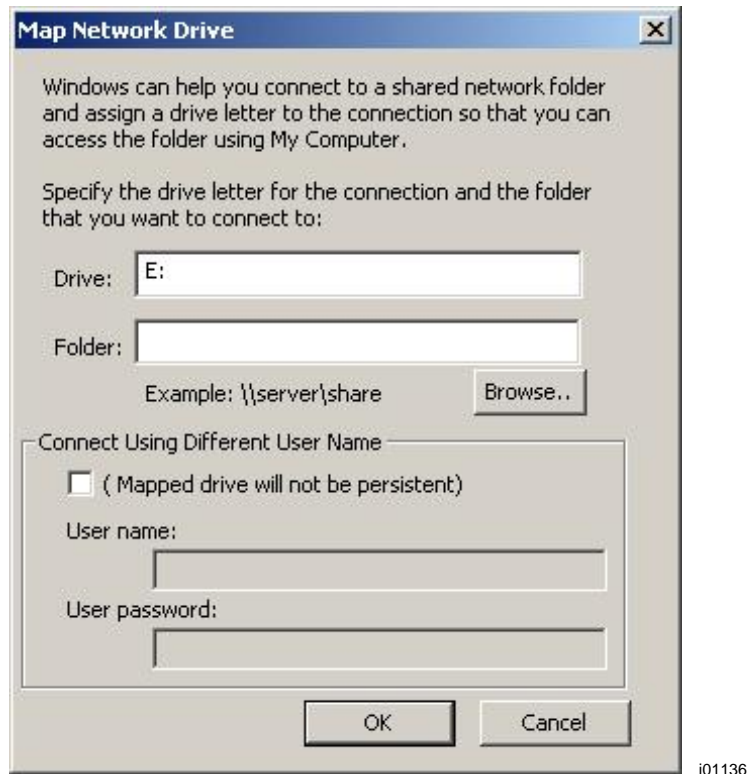 Map Network Drive
Windows can help you connect to a shared network folder
and assign a drive letter to the connection so that you can
access the folder using My Computer.
Specify the drive letter for the connection and the folder
that you want to connect to:
Drive: E:
Folder:
Example: \\server\share Browse..
Connect Using Different User Name
( Mapped drive will not be persistent)
User name:
User password:
OK Cancel
i01136